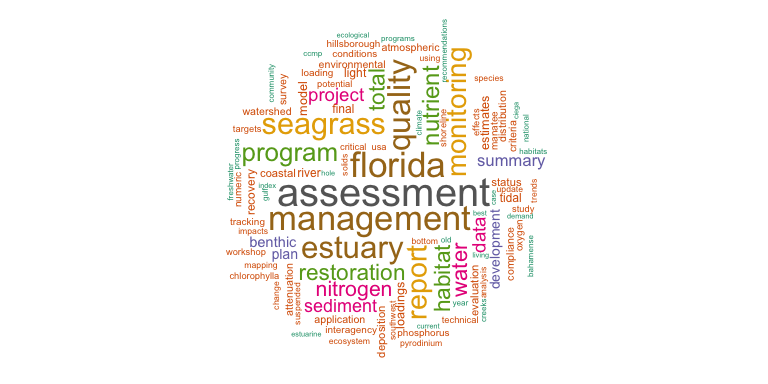 ecological
programs
hillsborough
atmospheric
recommendations
ccmp
conditions
using
environmental
community
survey
loading
light
total
quality
nutrient
monitoring
species
potential
model
project
final
climate
shoreline
effects
estimates
manatee
distribution
criteria
ciega
national
watershed
targets
seagrass
progress
program
critical
usa
solids
florida
summary
habitats
freshwater
numeric
recovery
coastal
river
hole
index
gulf
assessment
case
status
update
tidal
trends
tracking
impacts
management
best
study
demand
benthic
workshop
plan
estuary
bottom
old
living
data
development
compliance
oxygen
bahamense
mapping
chlorophylla
restoration
report
habitat
water
evaluation
analysis
creeks
change
attenuation
suspended
nitrogen
sediment
year
loadings
southwest
deposition
application
interagency
estuarine
ecosystem
current
technical
phosphorus
pyrodinium